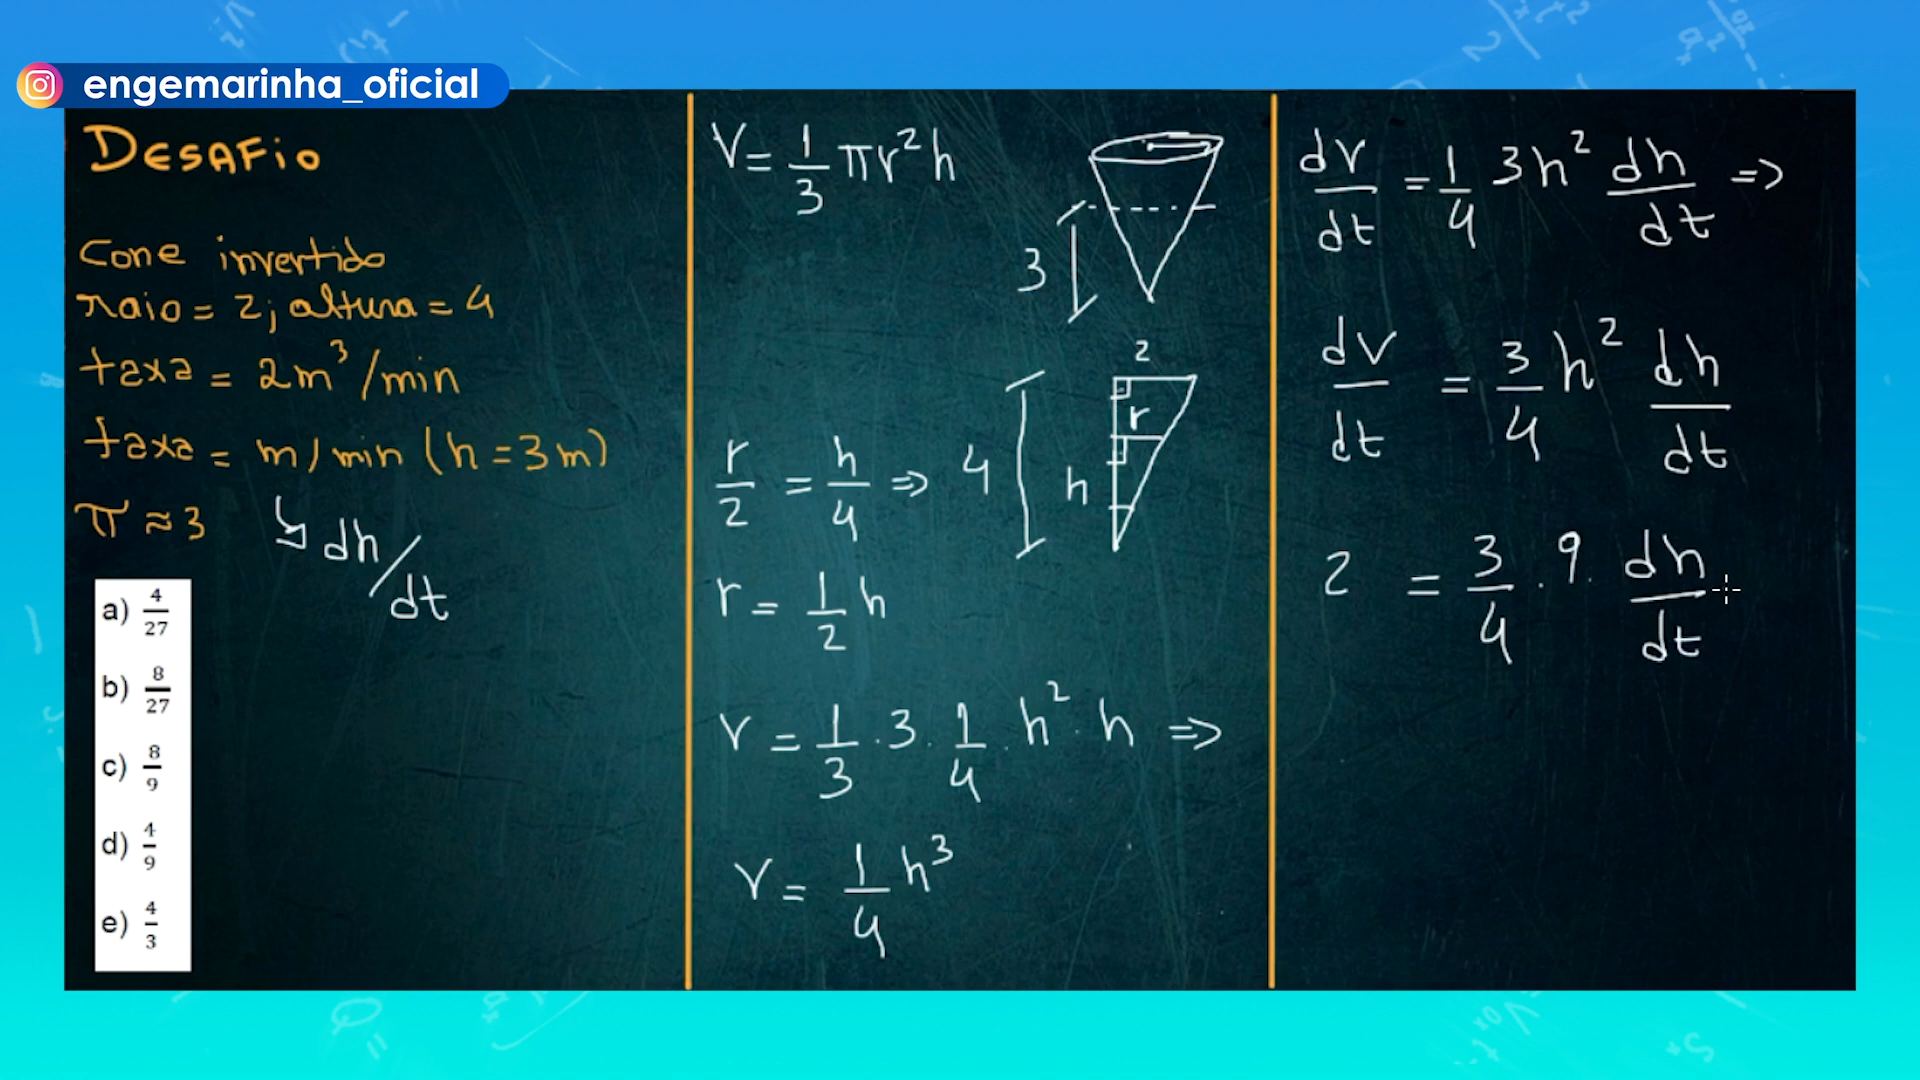 engemarinha_oficial
DESAFiO
Cone invertido
raio = 2; altura = 4
taxa = 2m³/min
taxa = m/min (h = 3m)
π ≈ 3
dh/dt
a) 4/27
b) 8/27
c) 8/9
d) 4/9
e) 4/3
V = 1/3 πr²h
3
2
r
r/2 = h/4 => 4
h
r = 1/2 h
V = 1/3 . 3 . 1/4 . h² . h =>
V = 1/4 h³
dV/dt = 1/4 3h² dh/dt =>
dV/dt = 3/4 h² dh/dt
2 = 3/4 . 9 . dh/dt